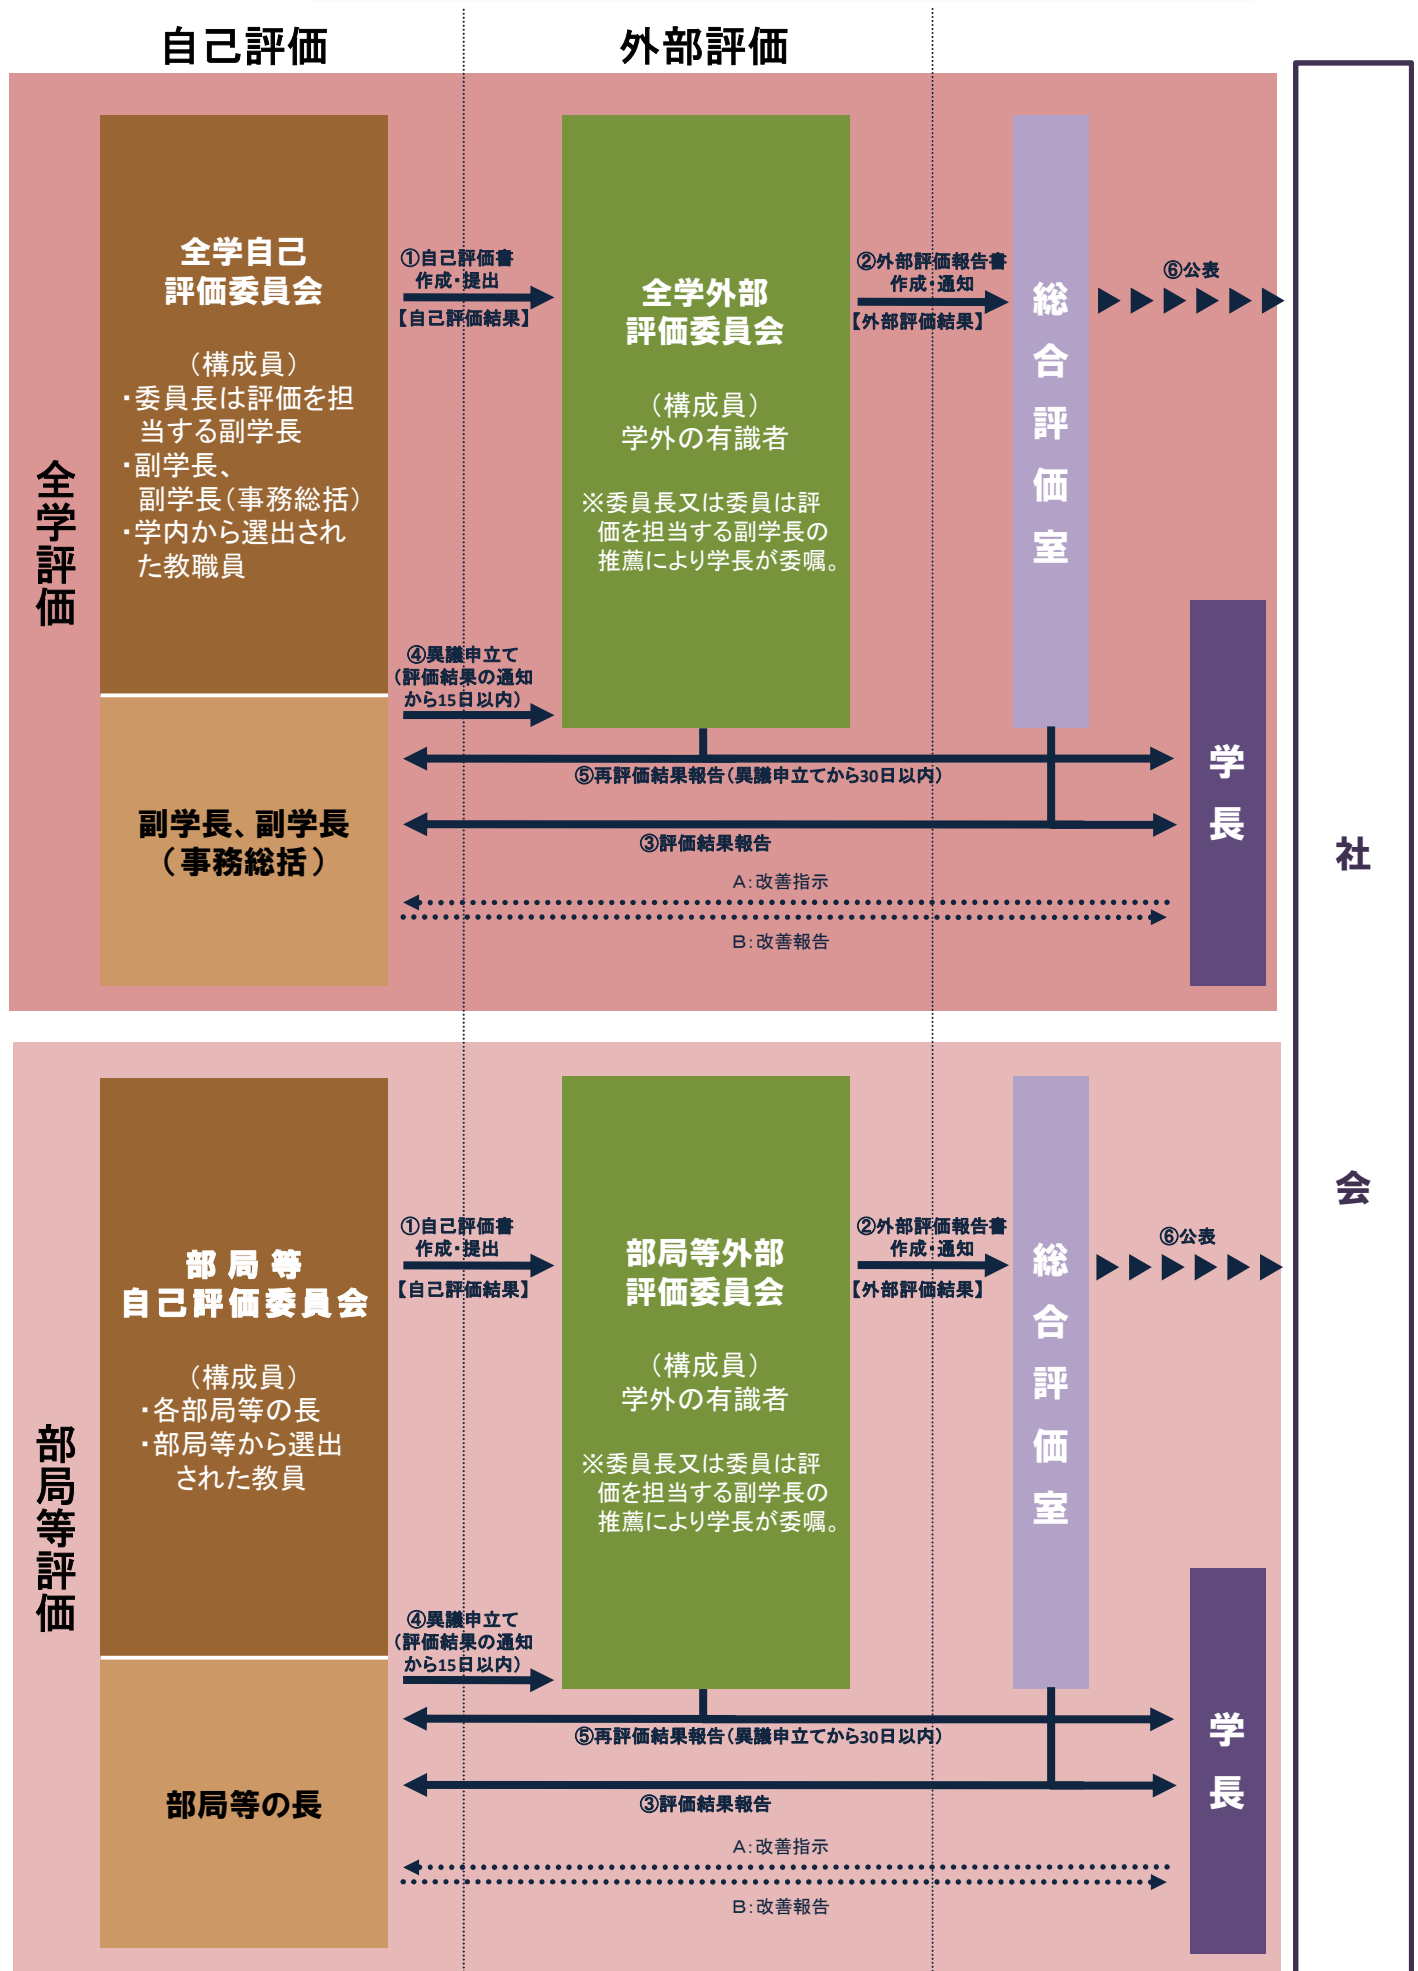 自己評価
外部評価
全学評価
全学自己
評価委員会
（構成員）
・委員長は評価を担
当する副学長
・副学長、
副学長（事務総括）
・学内から選出され
た教職員
①自己評価書
作成・提出
【自己評価結果】
全学外部
評価委員会
（構成員）
学外の有識者
※委員長又は委員は評
価を担当する副学長の
推薦により学長が委嘱。
②外部評価報告書
作成・通知
【外部評価結果】
総合評価室
⑥公表
④異議申立て
（評価結果の通知
から15日以内）
⑤再評価結果報告（異議申立てから30日以内）
副学長、副学長
（事務総括）
③評価結果報告
A：改善指示
B：改善報告
学長
社会
部局等評価
部局等
自己評価委員会
（構成員）
・各部局等の長
・部局等から選出
された教員
①自己評価書
作成・提出
【自己評価結果】
部局等外部
評価委員会
（構成員）
学外の有識者
※委員長又は委員は評
価を担当する副学長の
推薦により学長が委嘱。
②外部評価報告書
作成・通知
【外部評価結果】
総合評価室
⑥公表
④異議申立て
（評価結果の通知
から15日以内）
⑤再評価結果報告（異議申立てから30日以内）
部局等の長
③評価結果報告
A：改善指示
B：改善報告
学長